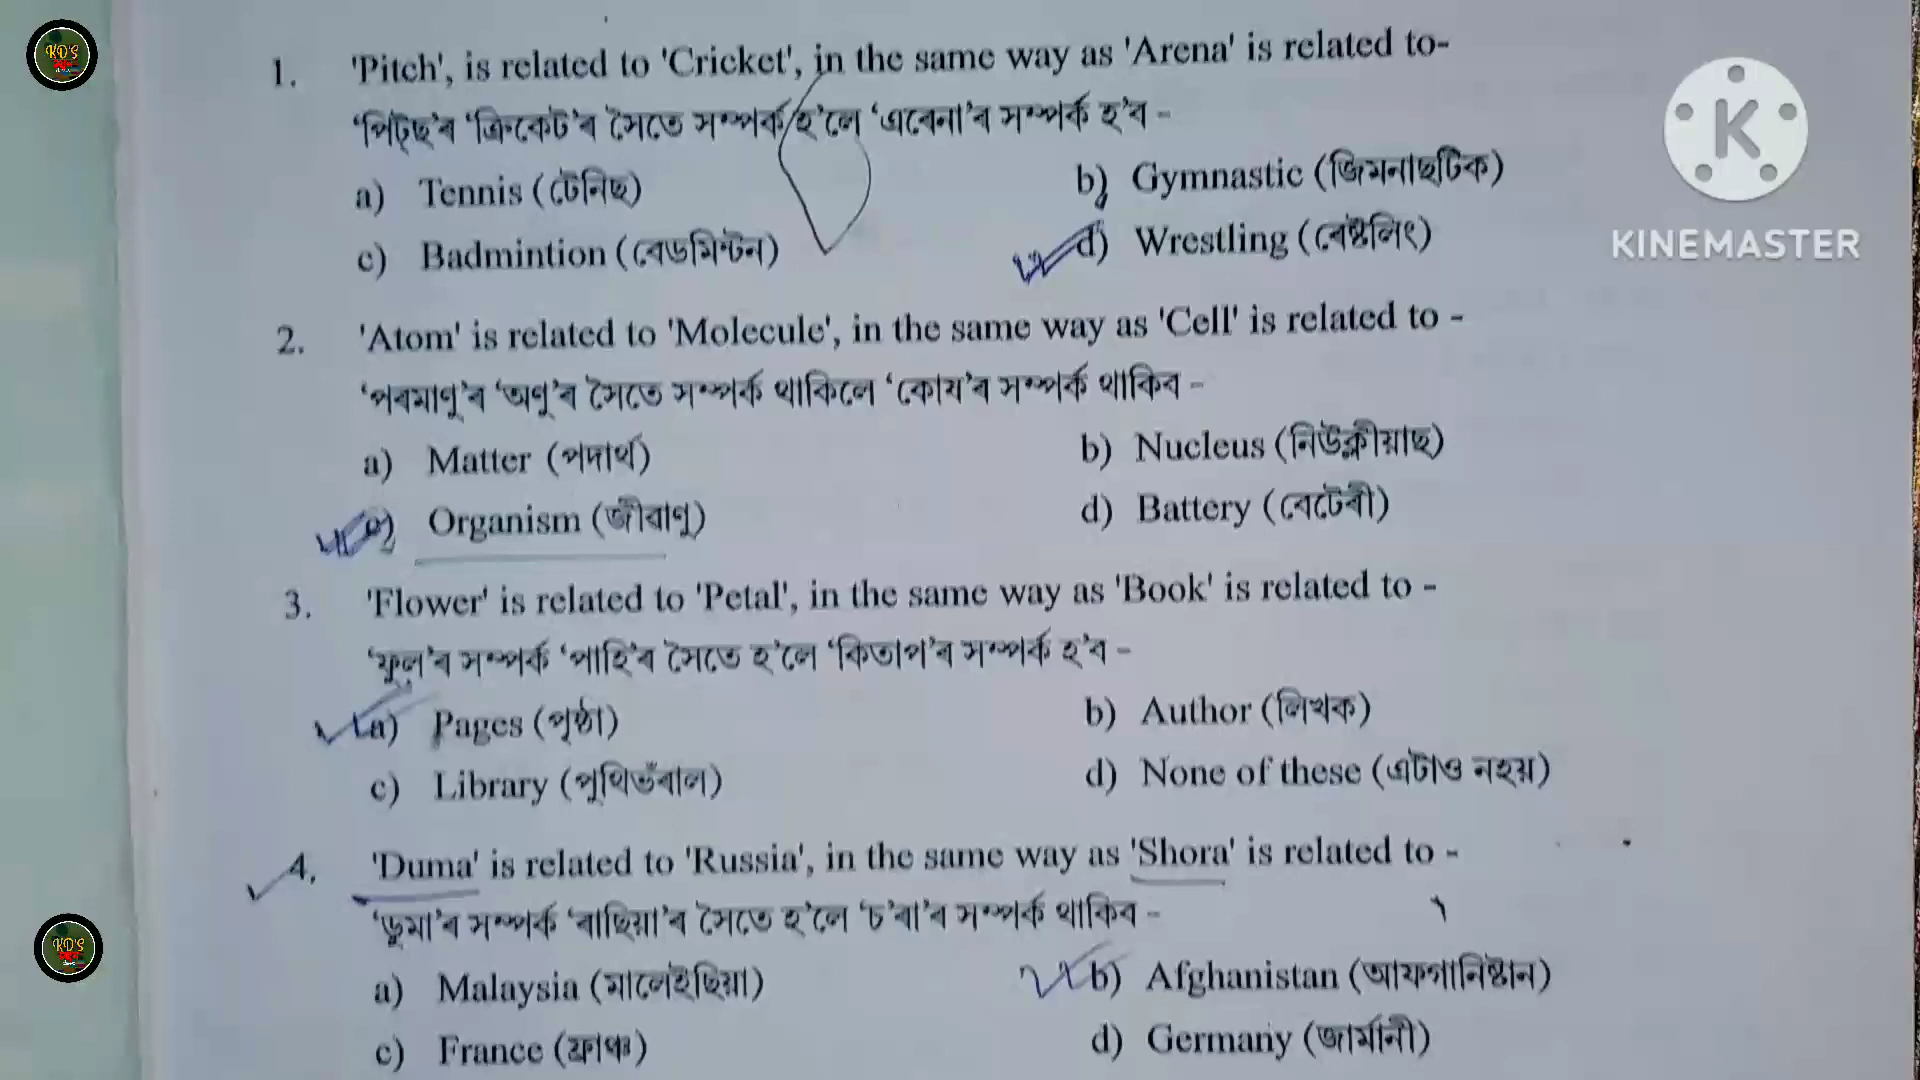 KD'S
1. 'Pitch', is related to 'Cricket', in the same way as 'Arena' is related to-
'পিট্ছ'ৰ 'ক্ৰিকেট'ৰ সৈতে সম্পৰ্ক হ'লে 'এৰেনা'ৰ সম্পৰ্ক হ'ব -
a) Tennis (টেনিছ)
b) Gymnastic (জিমনাছটিক)
c) Badmintion (বেডমিণ্টন)
d) Wrestling (ৰেষ্টলিং)
KINEMASTER
2. 'Atom' is related to 'Molecule', in the same way as 'Cell' is related to -
'পৰমাণু'ৰ 'অণু'ৰ সৈতে সম্পৰ্ক থাকিলে 'কোষ'ৰ সম্পৰ্ক থাকিব -
a) Matter (পদাৰ্থ)
b) Nucleus (নিউক্লীয়াছ)
c) Organism (জীৱাণু)
d) Battery (বেটেৰী)
3. 'Flower' is related to 'Petal', in the same way as 'Book' is related to -
'ফুল'ৰ সম্পৰ্ক 'পাহি'ৰ সৈতে হ'লে 'কিতাপ'ৰ সম্পৰ্ক হ'ব -
a) Pages (পৃষ্ঠা)
b) Author (লিখক)
c) Library (পুথিভঁৰাল)
d) None of these (এটাও নহয়)
4. 'Duma' is related to 'Russia', in the same way as 'Shora' is related to -
'ডুমা'ৰ সম্পৰ্ক 'ৰাছিয়া'ৰ সৈতে হ'লে 'চ'ৰা'ৰ সম্পৰ্ক থাকিব -
a) Malaysia (মালেইছিয়া)
b) Afghanistan (আফগানিষ্টান)
c) France (ফ্ৰাঞ্চ)
d) Germany (জাৰ্মানী)
KD'S